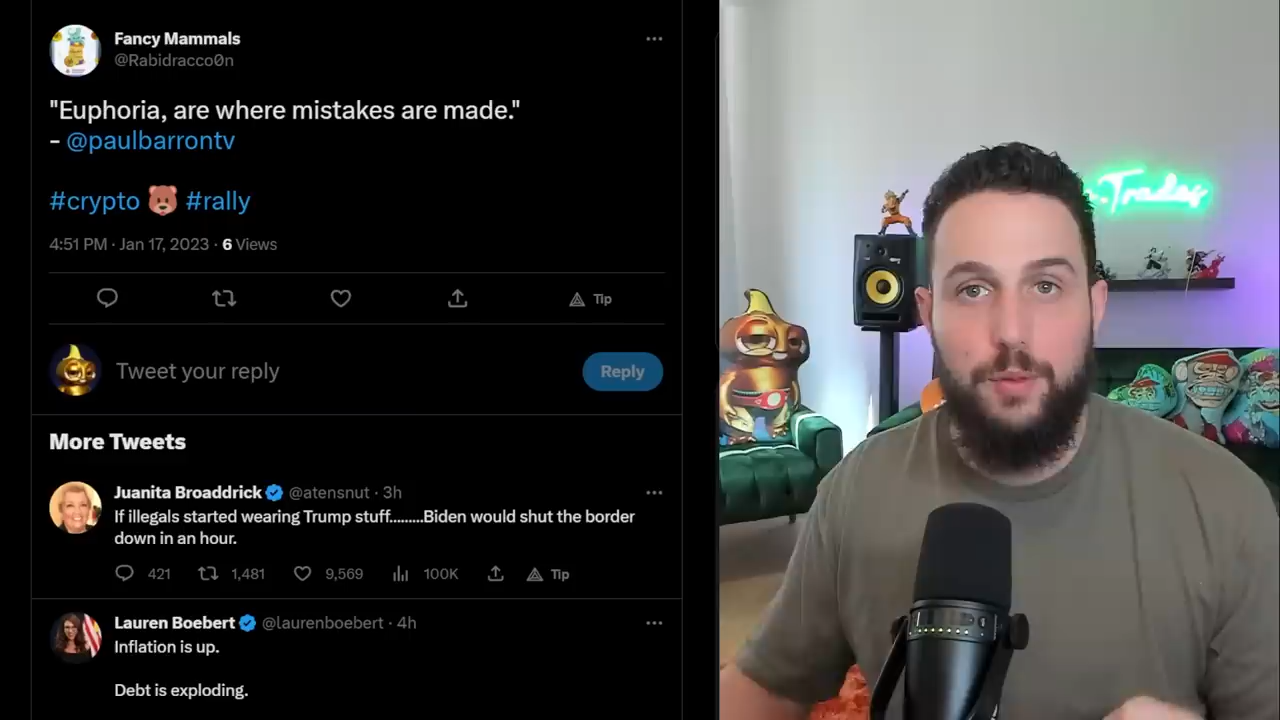 Fancy Mammals
@Rabidracco0n
"Euphoria, are where mistakes are made."
- @paulbarrontv
#crypto 🐻 #rally
4:51 PM · Jan 17, 2023 · 6 Views
Tip
Tweet your reply
Reply
More Tweets
Juanita Broaddrick @atensnut · 3h
If illegals started wearing Trump stuff.........Biden would shut the border
down in an hour.
421 1,481 9,569 100K Tip
Lauren Boebert @laurenboebert · 4h
Inflation is up.
Debt is exploding.
.Trades